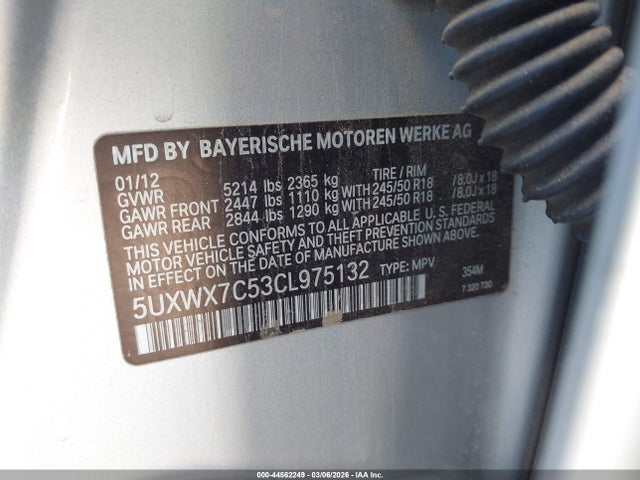 MFD BY BAYERISCHE MOTOREN WERKE AG
01/12 TIRE / RIM
GVWR 5214 lbs 2365 kg
GAWR FRONT 2447 lbs 1110 kg WITH 245/50 R18 / 8.0J x 18
GAWR REAR 2844 lbs 1290 kg WITH 245/50 R18 / 8.0J x 18
THIS VEHICLE CONFORMS TO ALL APPLICABLE U.S. FEDERAL
MOTOR VEHICLE SAFETY AND THEFT PREVENTION STANDARDS
IN EFFECT ON THE DATE OF MANUFACTURE SHOWN ABOVE.
5UXWX7C53CL975132 TYPE: MPV 354M
7 320 730
000-44562249 - 03/06/2026 - IAA Inc.